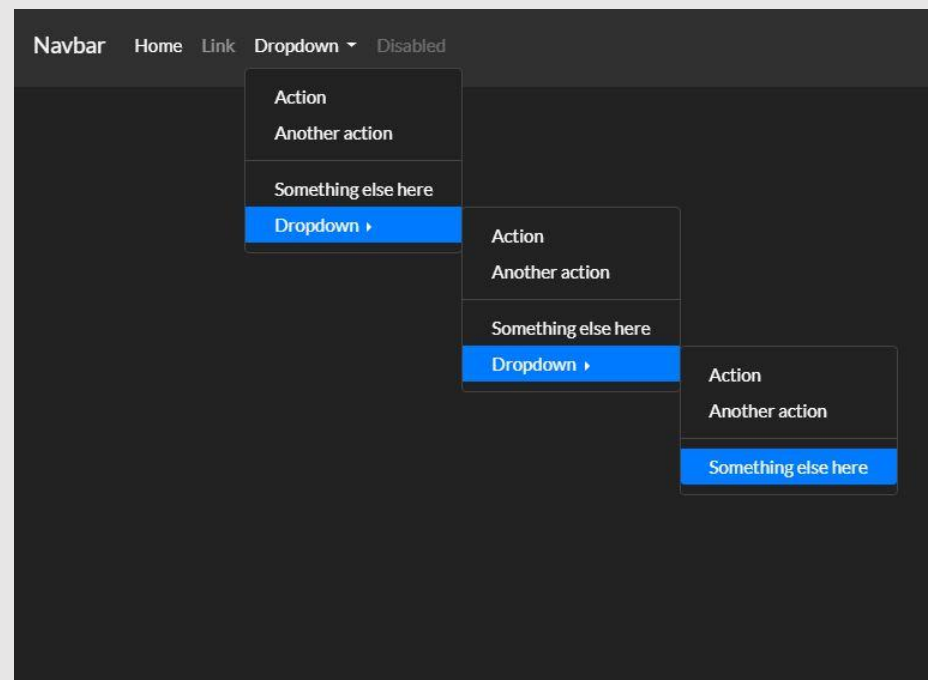 Navbar Home Link Dropdown Disabled
Action
Another action
Something else here
Dropdown
Action
Another action
Something else here
Dropdown
Action
Another action
Something else here